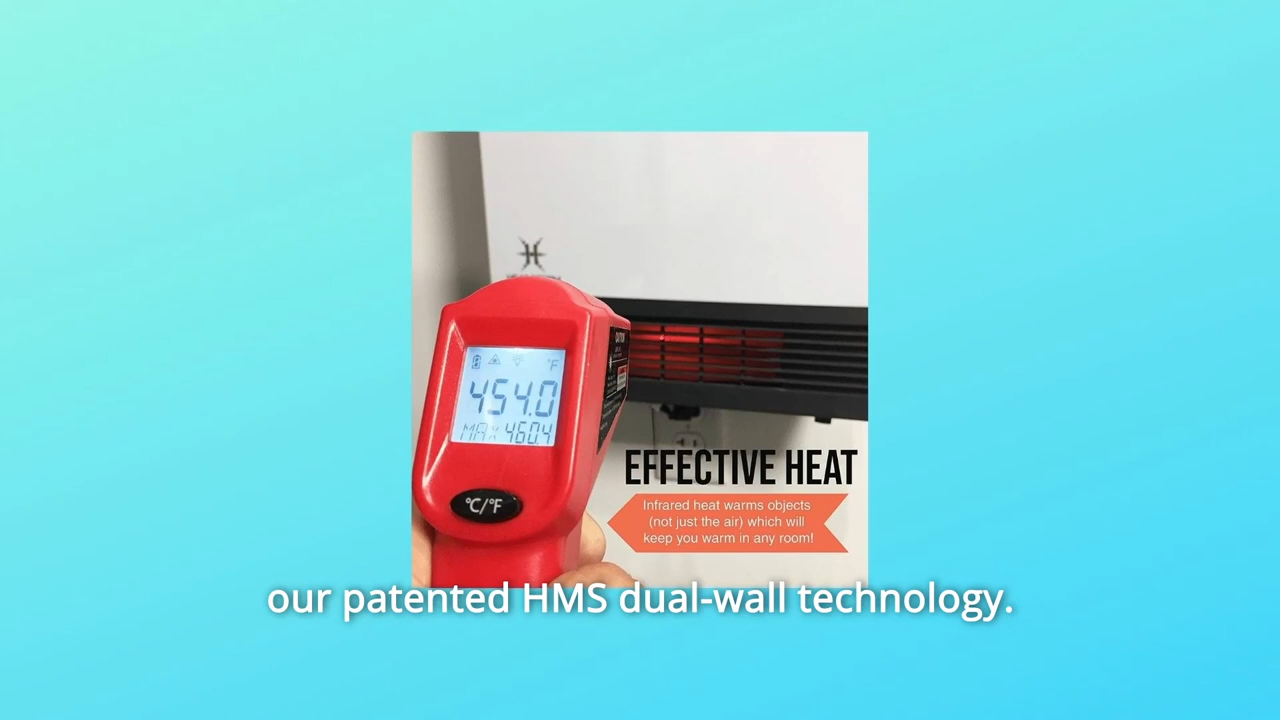 °F
454.0
MAX 460.4
°C/°F
CAUTION
EFFECTIVE HEAT
Infrared heat warms objects
(not just the air) which will
keep you warm in any room!
our patented HMS dual-wall technology.